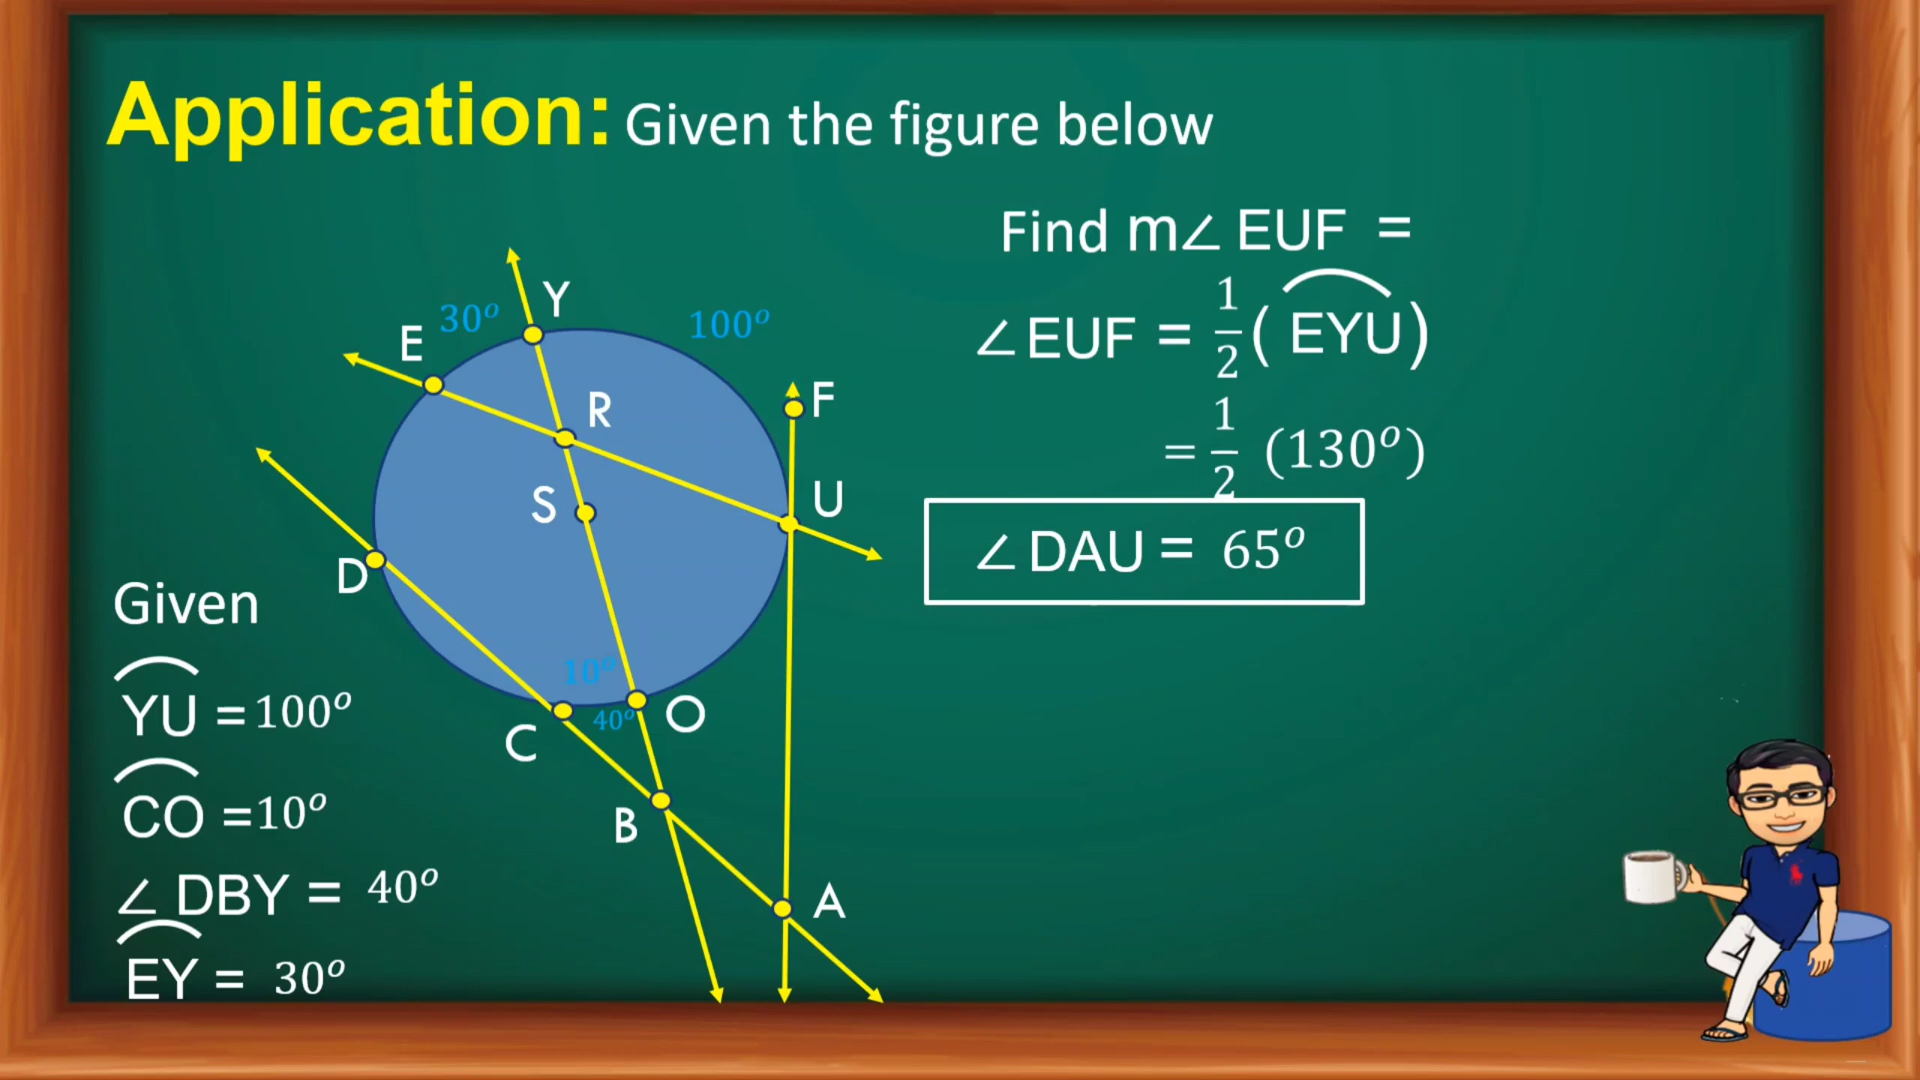 Application: Given the figure below
Find m∠ EUF =
∠EUF = 1/2 ( EYU)
= 1/2 (130°)
∠DAU = 65°
Y
30°
100°
E
F
R
U
S
D
10°
O
40°
C
B
A
Given
YU = 100°
CO = 10°
∠ DBY = 40°
EY = 30°